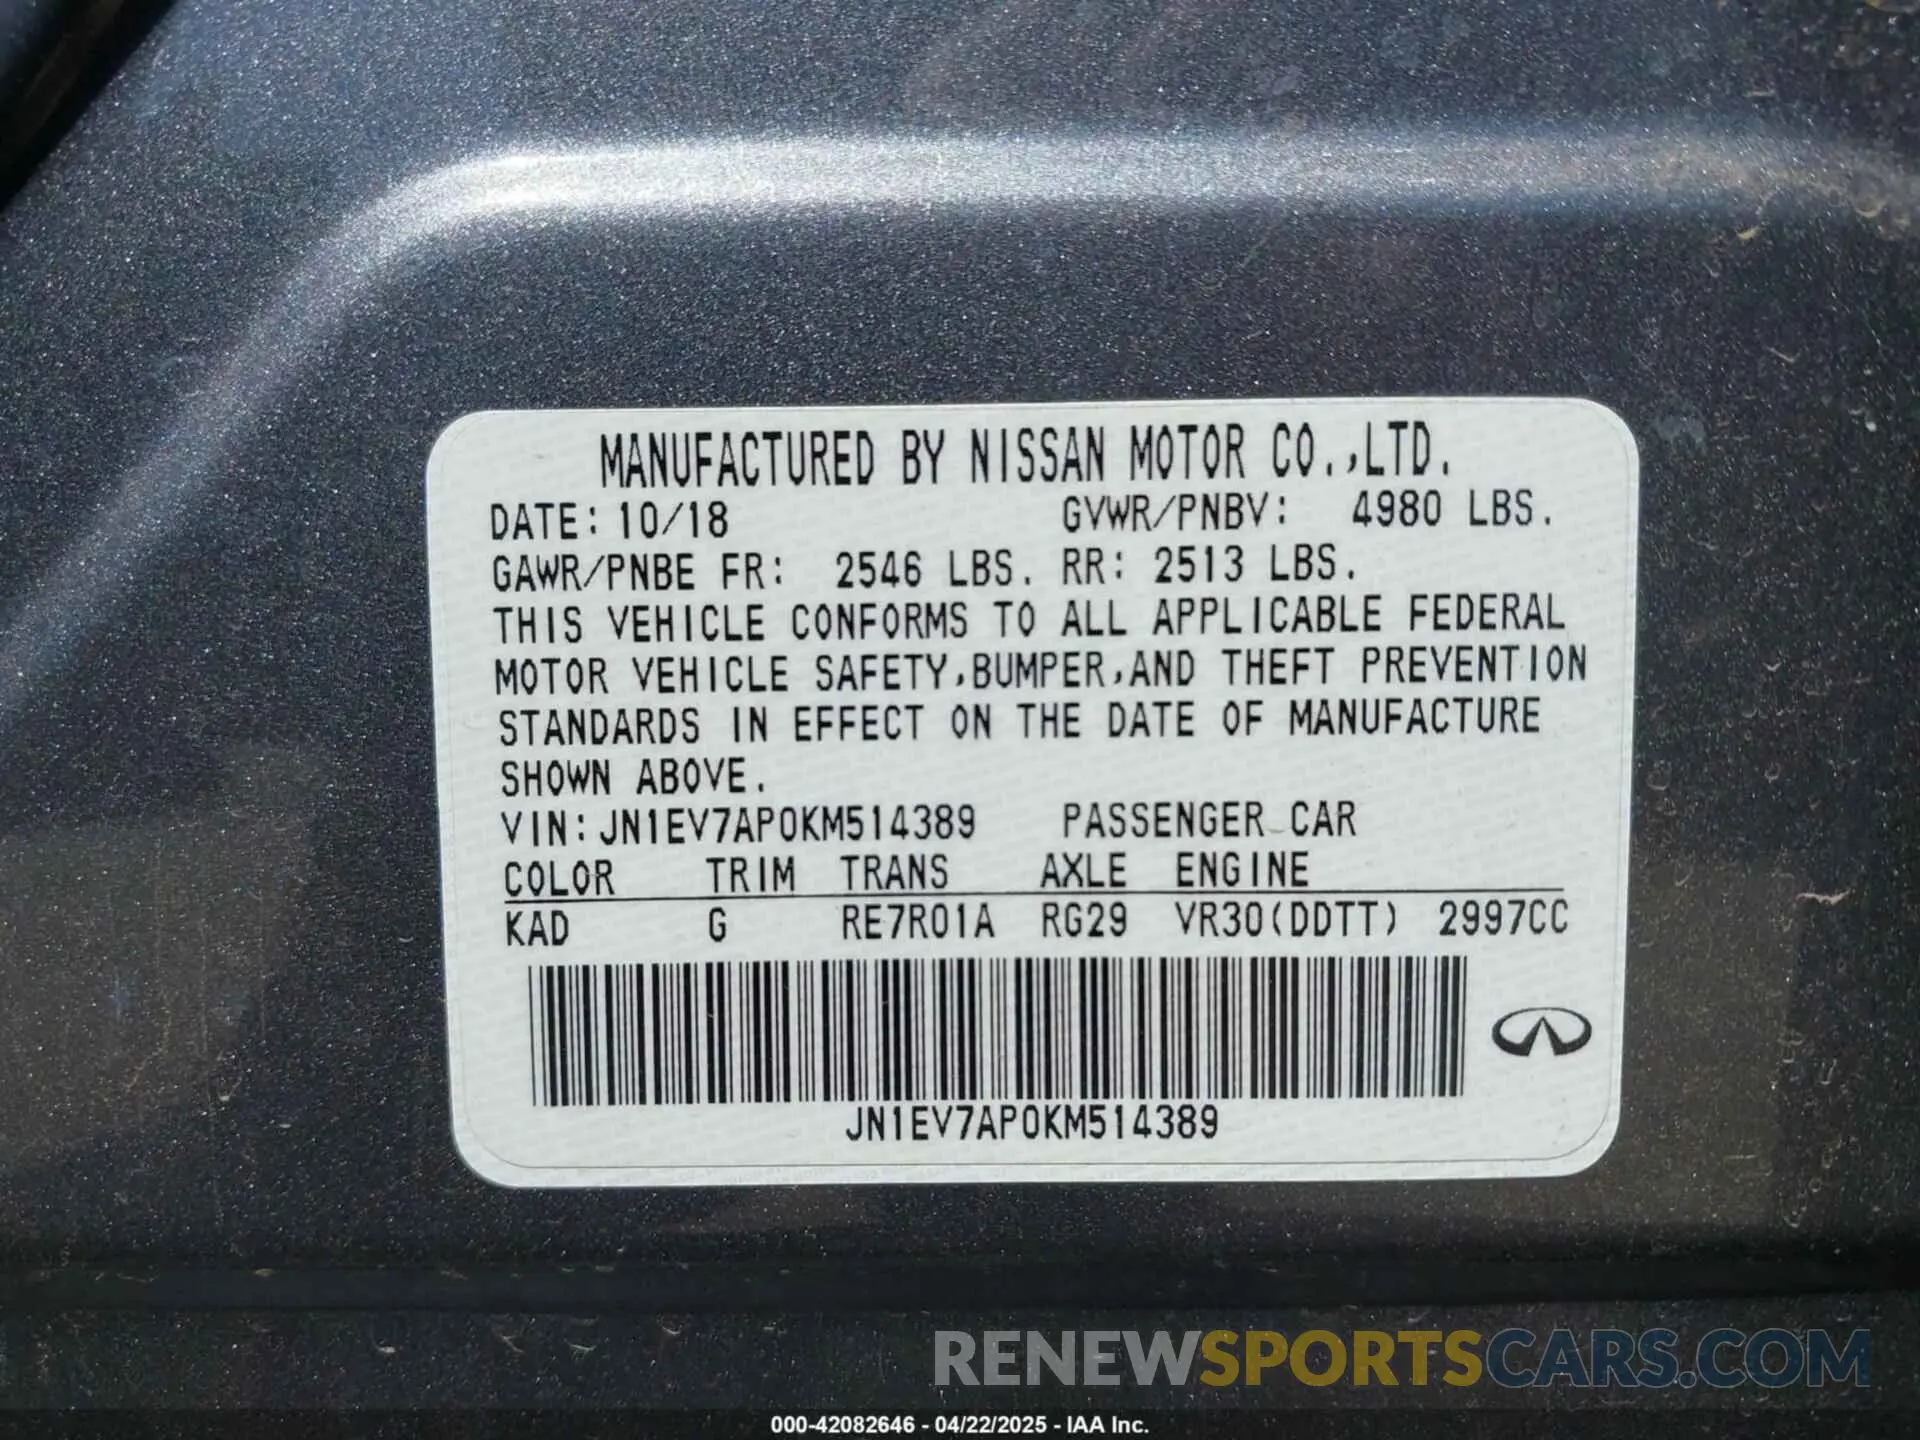 MANUFACTURED BY NISSAN MOTOR CO.,LTD.
DATE: 10/18 GVWR/PNBV: 4980 LBS.
GAWR/PNBE FR: 2546 LBS. RR: 2513 LBS.
THIS VEHICLE CONFORMS TO ALL APPLICABLE FEDERAL
MOTOR VEHICLE SAFETY,BUMPER,AND THEFT PREVENTION
STANDARDS IN EFFECT ON THE DATE OF MANUFACTURE
SHOWN ABOVE.
VIN:JN1EV7AP0KM514389 PASSENGER CAR
COLOR TRIM TRANS AXLE ENGINE
KAD G RE7R01A RG29 VR30(DDTT) 2997CC
JN1EV7AP0KM514389
RENEWSPORTSCARS.COM
000-42082646 - 04/22/2025 - IAA Inc.